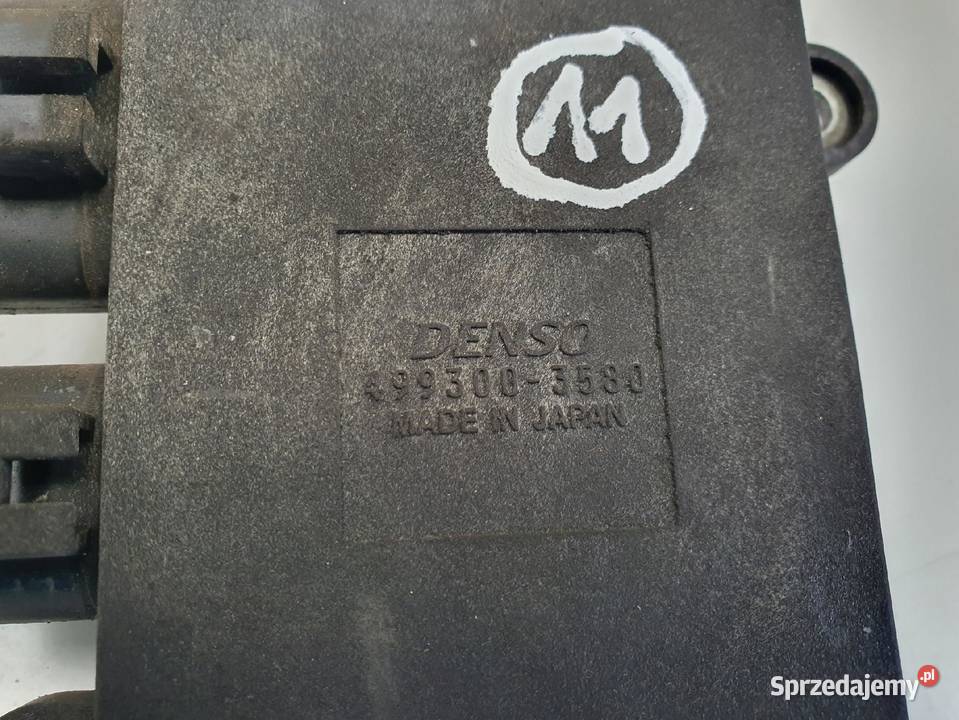 11
DENSO
499300-3580
MADE IN JAPAN
Sprzedajemy.pl